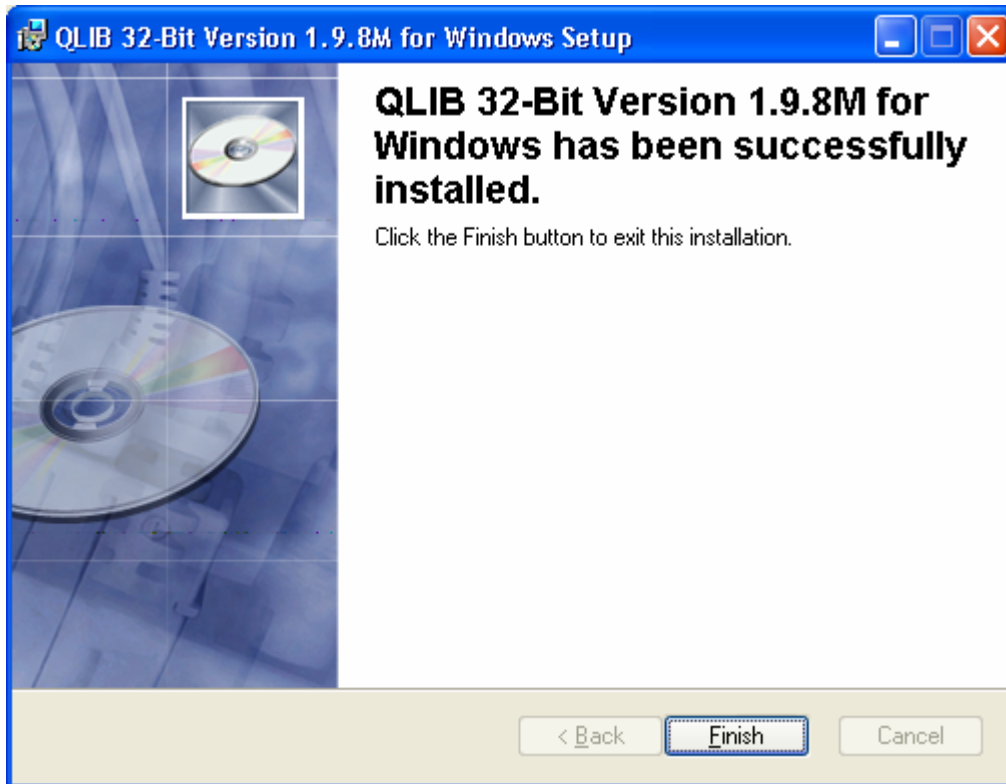 QLIB 32-Bit Version 1.9.8M for Windows Setup
QLIB 32-Bit Version 1.9.8M for
Windows has been successfully
installed.
Click the Finish button to exit this installation.
< Back
Finish
Cancel